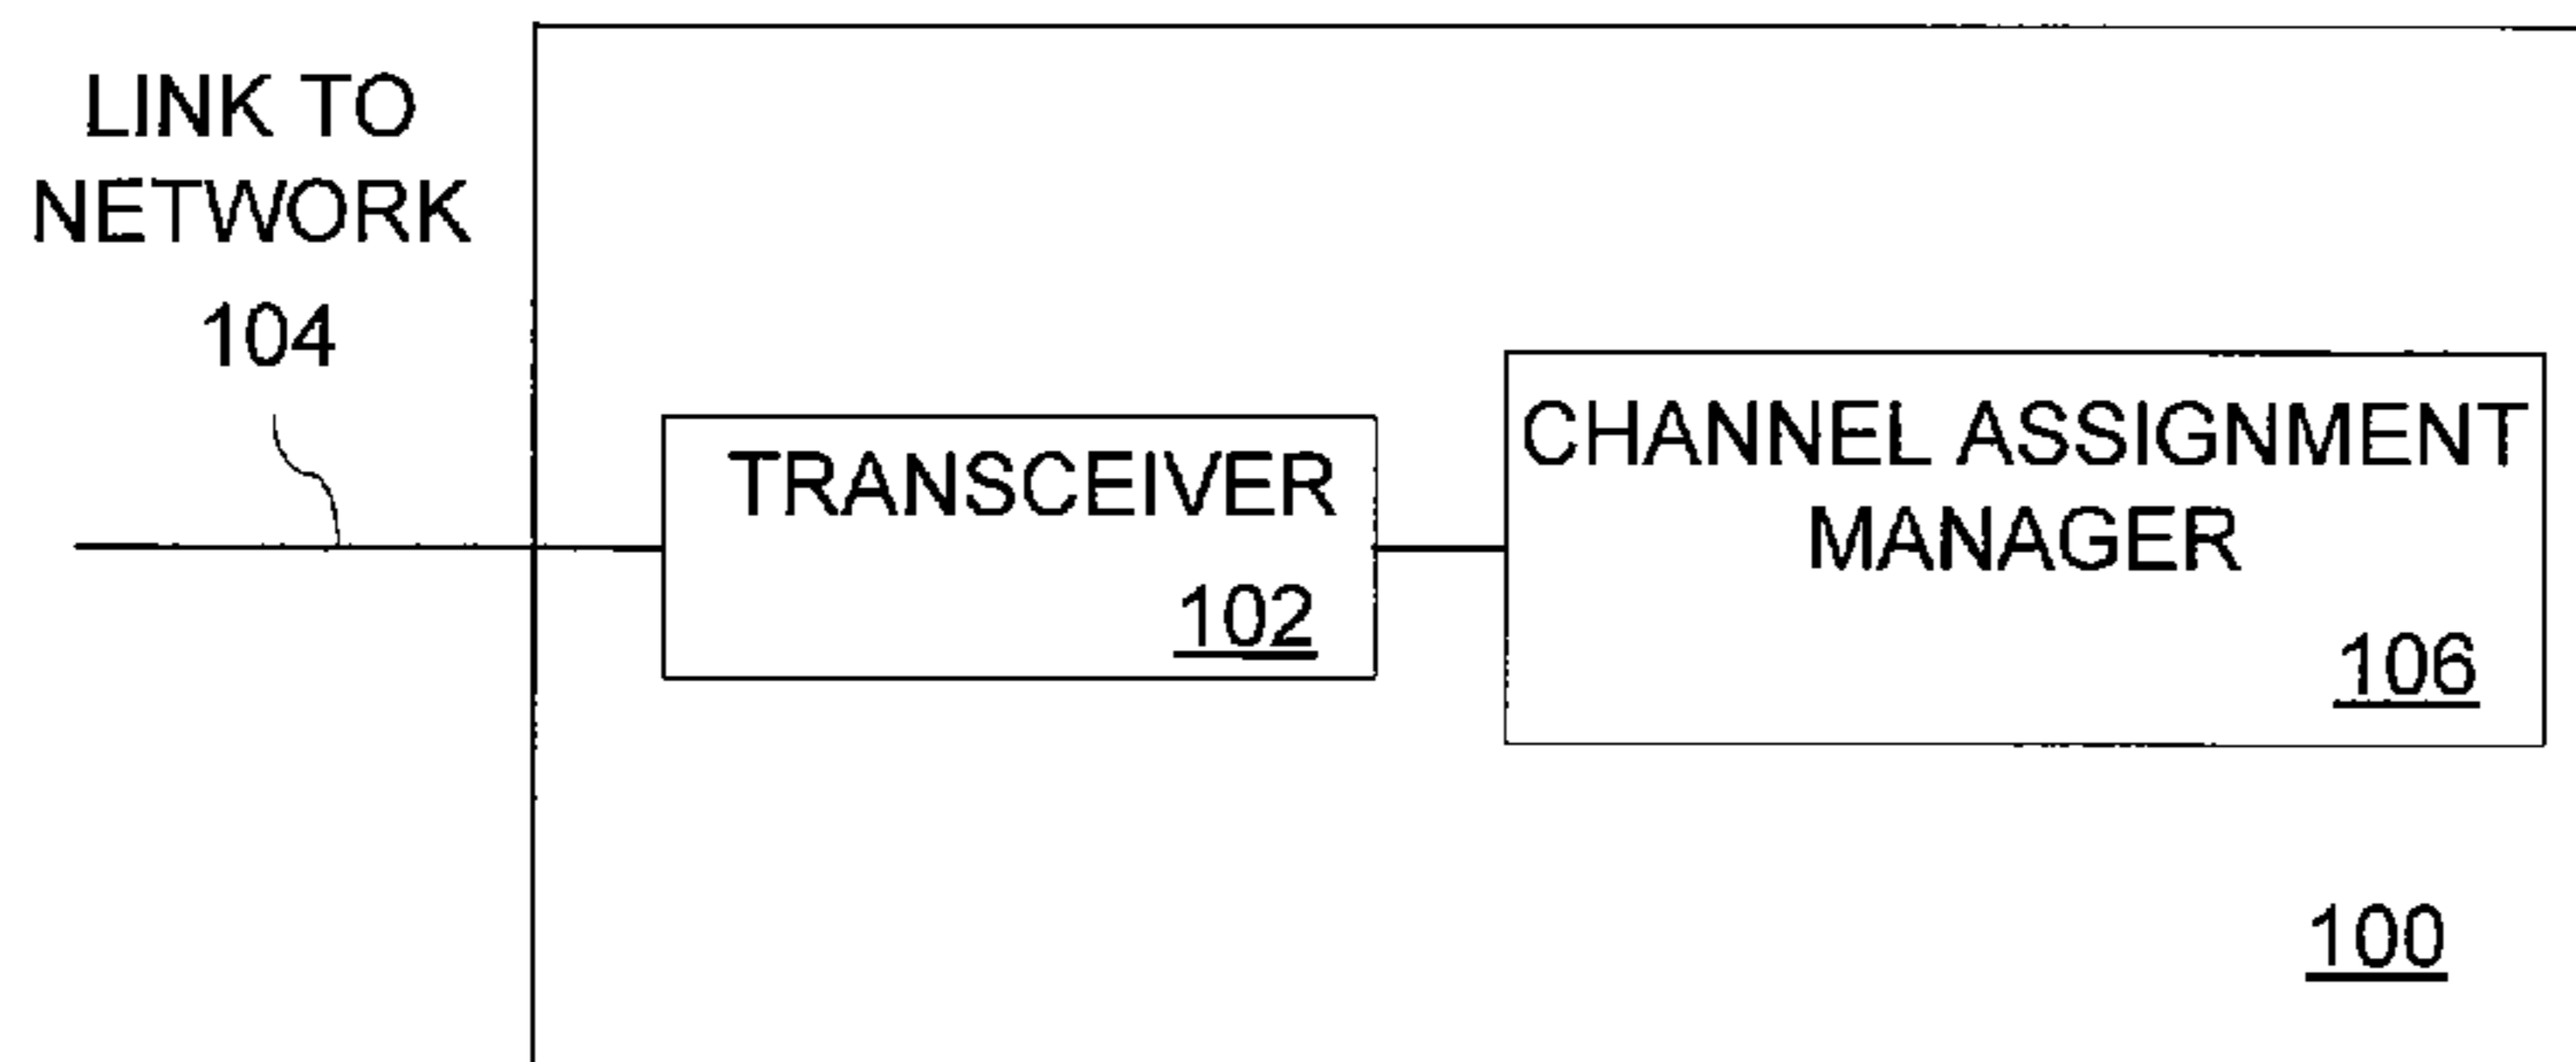 LINK TO
NETWORK
104
TRANSCEIVER
102
CHANNEL ASSIGNMENT
MANAGER
106
100